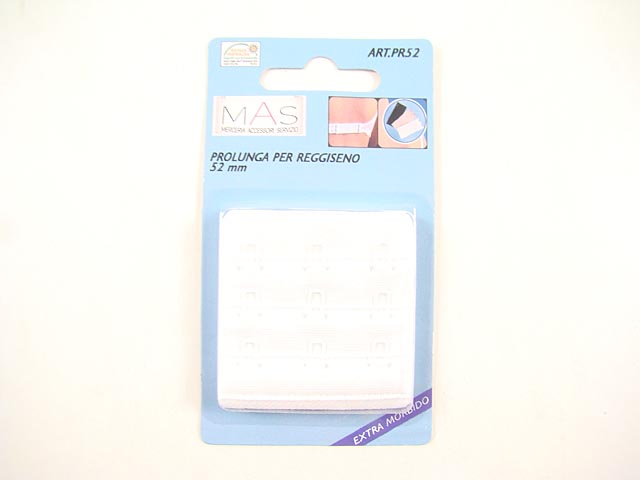 ART.PR52
MAS
MERCERIA ACCESSORI SERVIZIO
PROLUNGA PER REGGISENO
52 mm
EXTRA MORBIDO